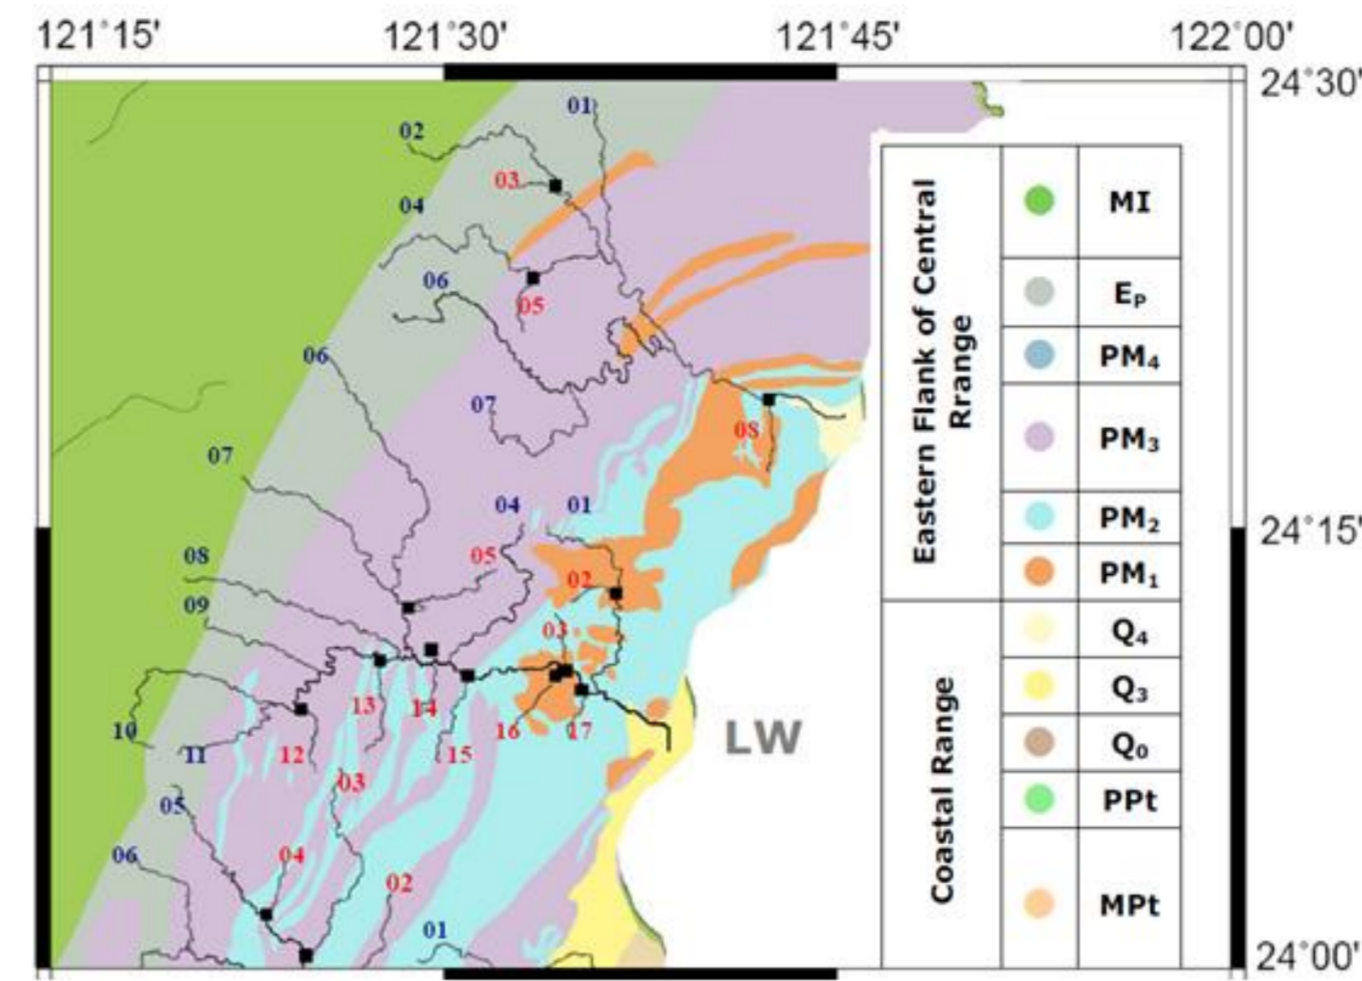 121°15'
121°30'
121°45'
122°00'
24°30'
01
02
03
04
05
06
06
07
07
08
04
01
05
08
02
09
03
13
14
16
17
10
11
12
15
03
05
04
06
02
01
LW
24°15'
24°00'
Eastern Flank of Central
Rrange
Coastal Range
MI
EP
PM4
PM3
PM2
PM1
Q4
Q3
Q0
PPt
MPt